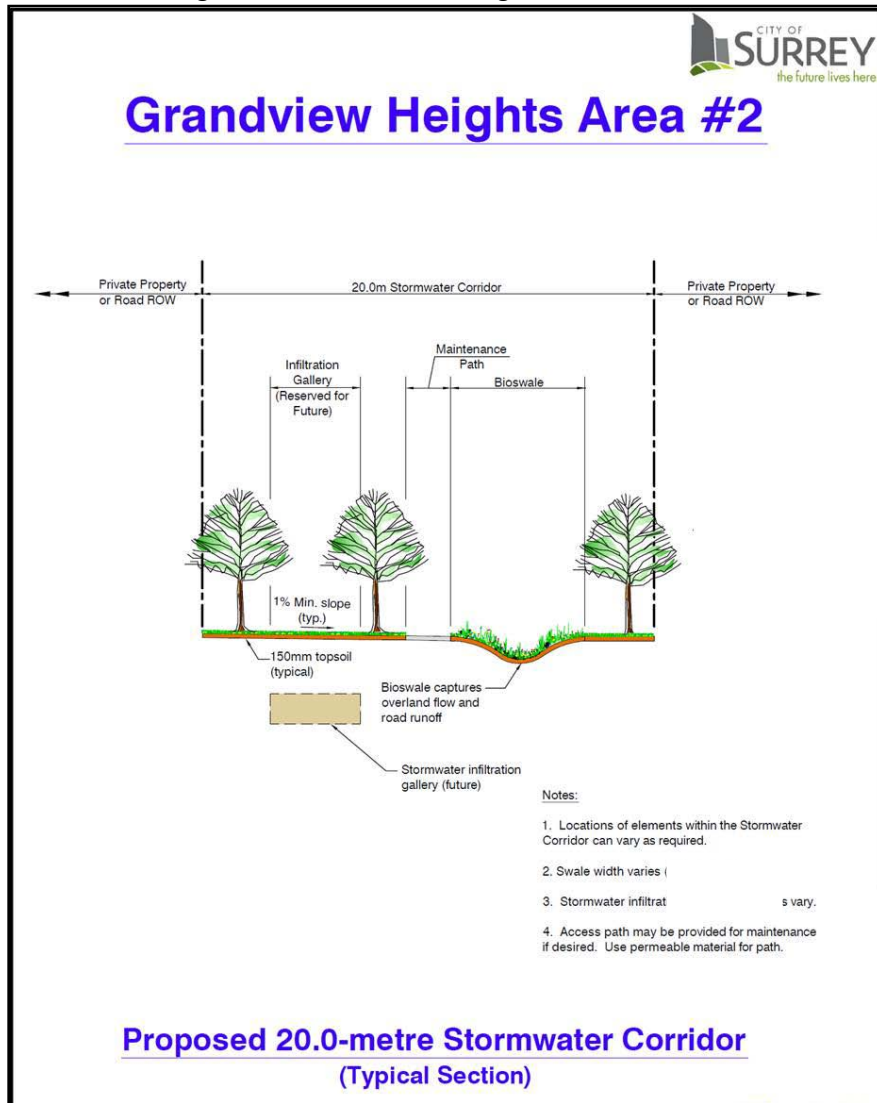 CITY OF
SURREY
the future lives here
Grandview Heights Area #2
Private Property
or Road ROW
20.0m Stormwater Corridor
Private Property
or Road ROW
Infiltration
Gallery
(Reserved for
Future)
Maintenance
Path
Bioswale
1% Min. slope
(typ.)
150mm topsoil
(typical)
Bioswale captures
overland flow and
road runoff
Stormwater infiltration
gallery (future)
Notes:
1. Locations of elements within the Stormwater
Corridor can vary as required.
2. Swale width varies (
3. Stormwater infiltrat s vary.
4. Access path may be provided for maintenance
if desired. Use permeable material for path.
Proposed 20.0-metre Stormwater Corridor
(Typical Section)